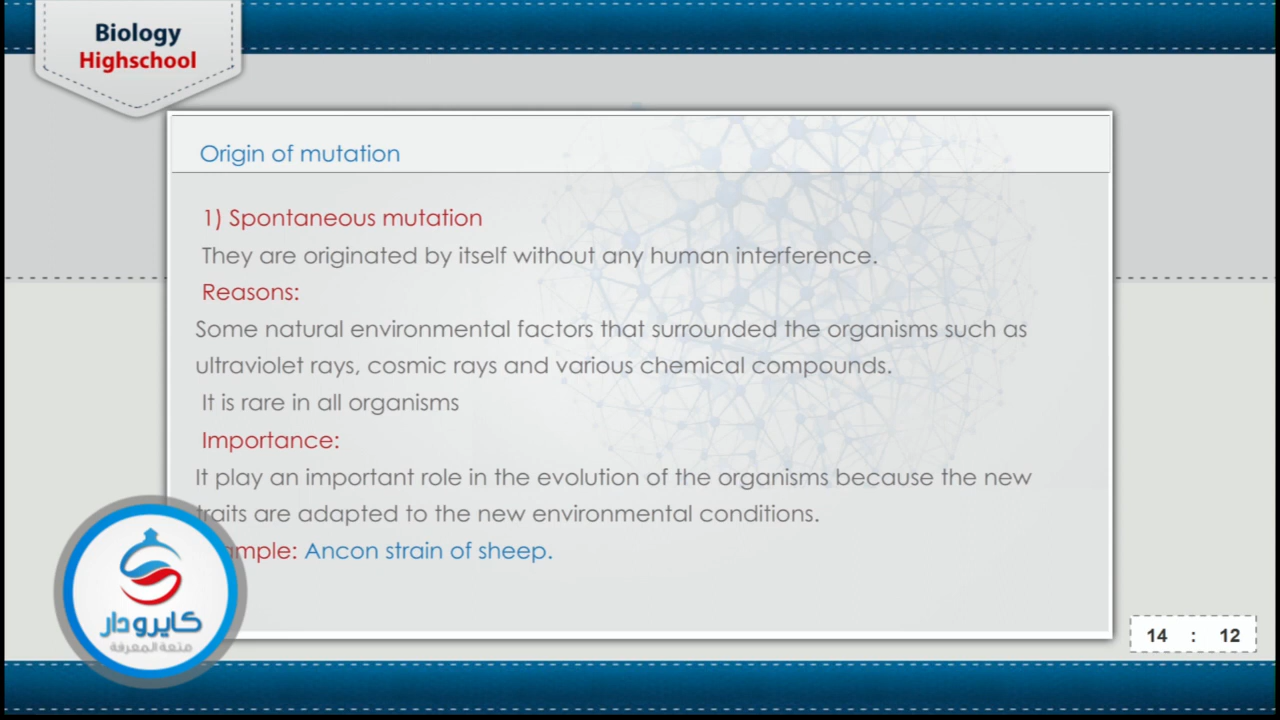 Biology
Highschool
Origin of mutation
1) Spontaneous mutation
They are originated by itself without any human interference.
Reasons:
Some natural environmental factors that surrounded the organisms such as
ultraviolet rays, cosmic rays and various chemical compounds.
It is rare in all organisms
Importance:
It play an important role in the evolution of the organisms because the new
traits are adapted to the new environmental conditions.
Ancon strain of sheep.
كايرودار
متعة المعرفة
14 : 12